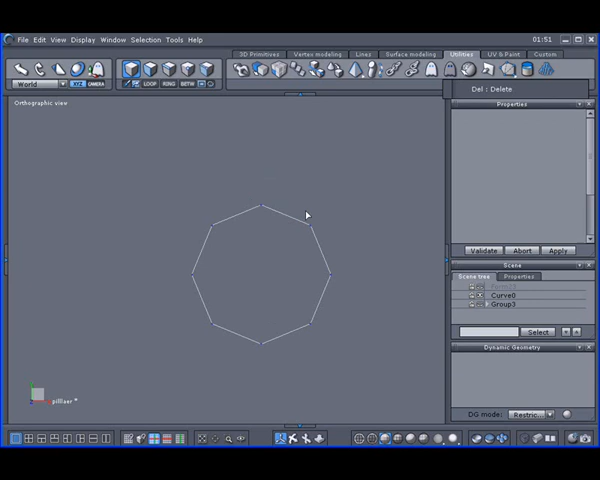 File Edit View Display Window Selection Tools Help
01:51
3D Primitives Vertex modeling Lines Surface modeling Utilities UV & Paint Custom
World XYZ CAMERA LOOP RING BETW
Del : Delete
Orthographic view
Properties
Validate Abort Apply
Scene
Scene tree Properties
Curve0
Group3
Select
Dynamic Geometry
pilllaer *
DG mode: Restric...